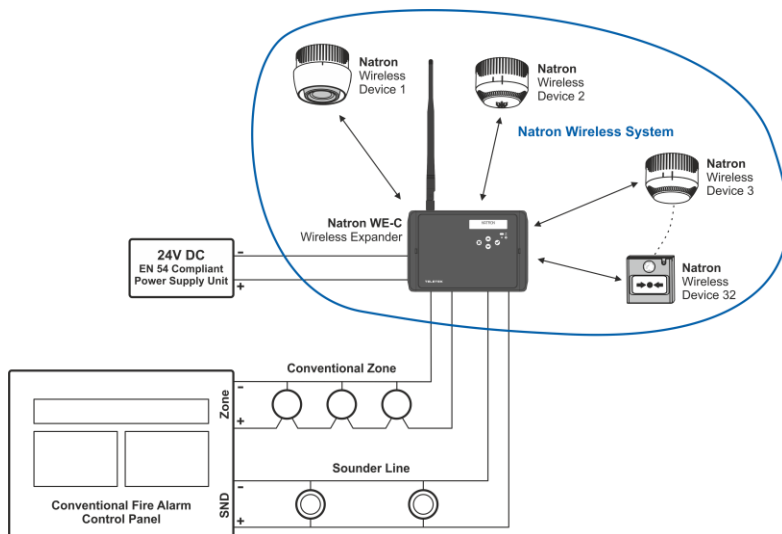 Natron
Wireless
Device 1
Natron
Wireless
Device 2
Natron Wireless System
Natron
Wireless
Device 3
Natron WE-C
Wireless Expander
NATRON
TELETEK
24V DC
EN 54 Compliant
Power Supply Unit
-
+
Natron
Wireless
Device 32
Conventional Zone
-
+
Zone
Sounder Line
-
+
SND
Conventional Fire Alarm
Control Panel